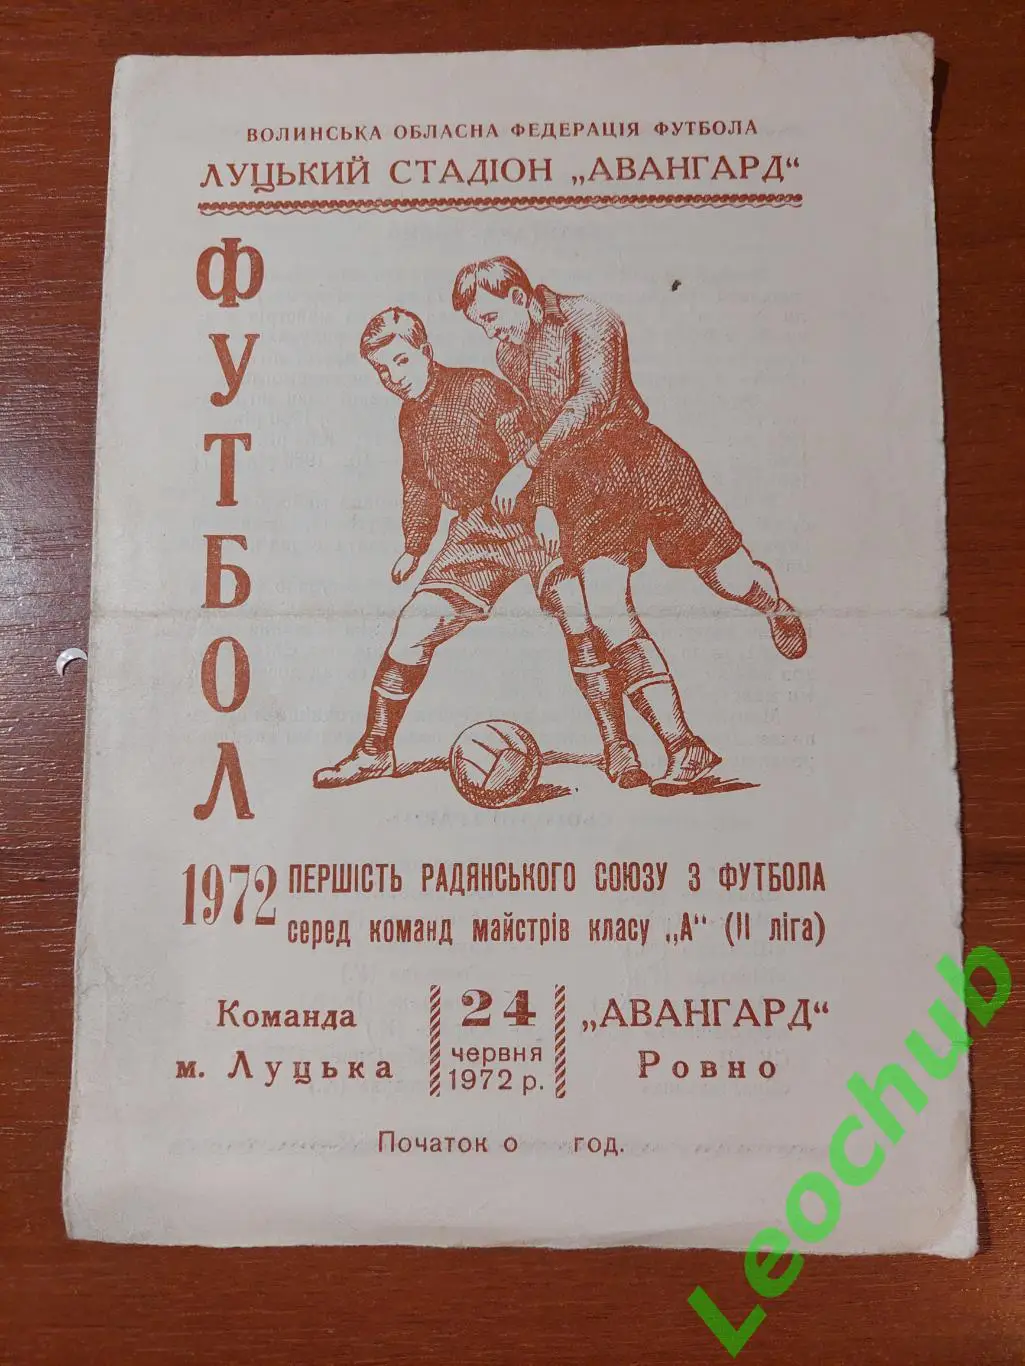 ВОЛИНСЬКА ОБЛАСНА ФЕДЕРАЦІЯ ФУТБОЛА
ЛУЦЬКИЙ СТАДІОН „АВАНГАРД“
ФУТБОЛ
1972 ПЕРШІСТЬ РАДЯНСЬКОГО СОЮЗУ З ФУТБОЛА
серед команд майстрів класу „А“ (II ліга)
Команда
м. Луцька
24
червня
1972 р.
„АВАНГАРД“
Ровно
Початок о год.
Leochub